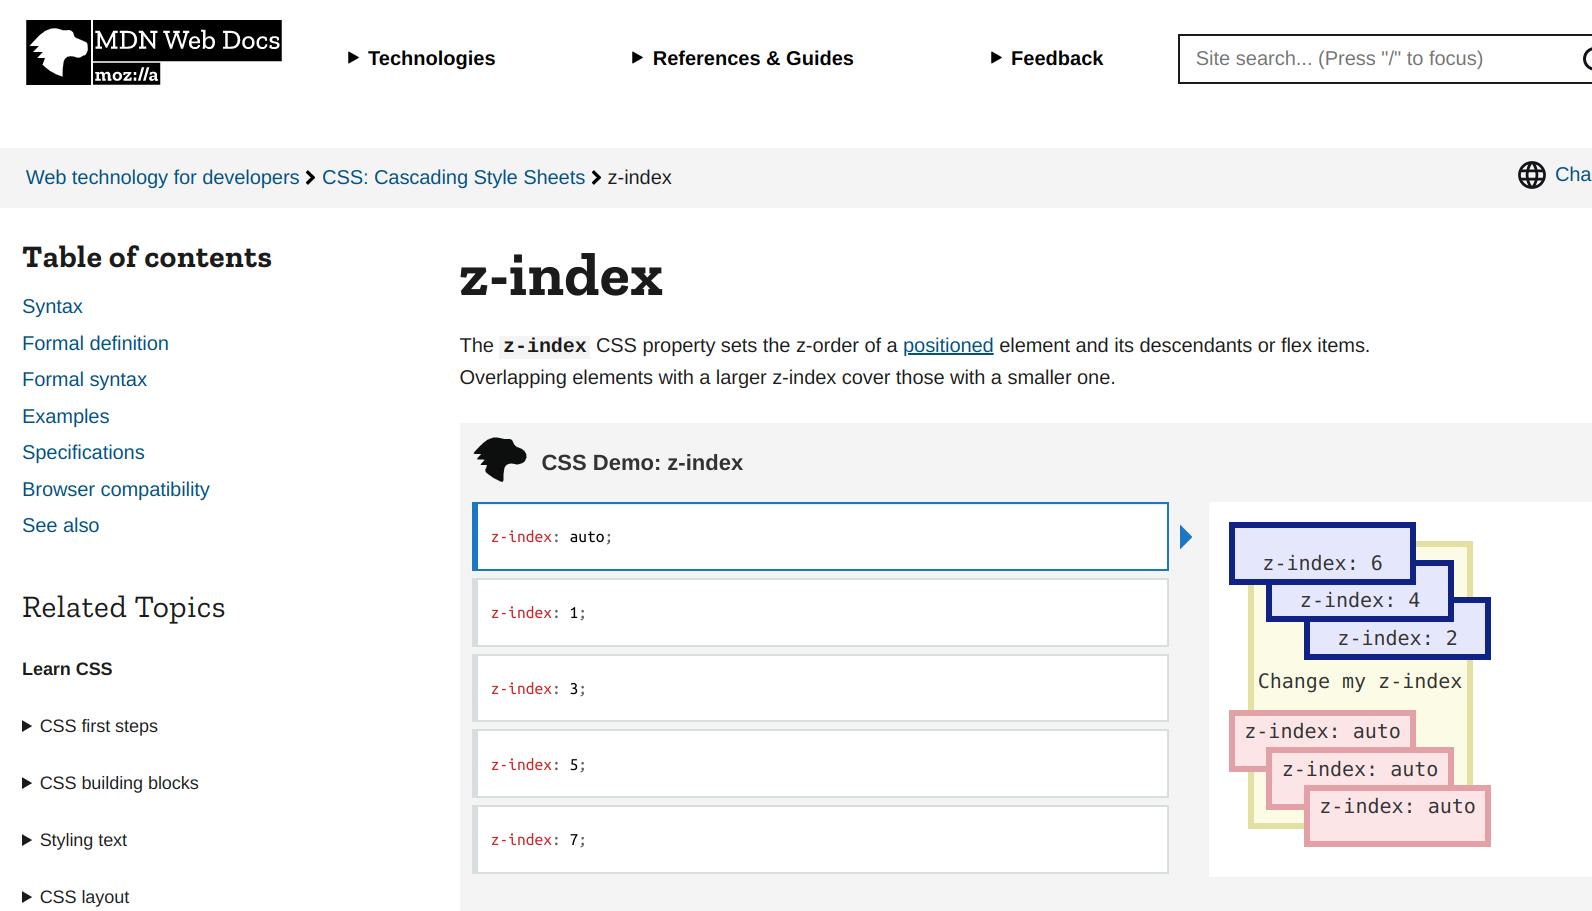 MDN Web Docs
moz://a
Technologies
References & Guides
Feedback
Site search... (Press "/" to focus)
Web technology for developers
CSS: Cascading Style Sheets
z-index
Cha
Table of contents
Syntax
Formal definition
Formal syntax
Examples
Specifications
Browser compatibility
See also
Related Topics
Learn CSS
CSS first steps
CSS building blocks
Styling text
CSS layout
z-index
The z-index CSS property sets the z-order of a positioned element and its descendants or flex items.
Overlapping elements with a larger z-index cover those with a smaller one.
CSS Demo: z-index
z-index: auto;
z-index: 1;
z-index: 3;
z-index: 5;
z-index: 7;
z-index: 6
z-index: 4
z-index: 2
Change my z-index
z-index: auto
z-index: auto
z-index: auto